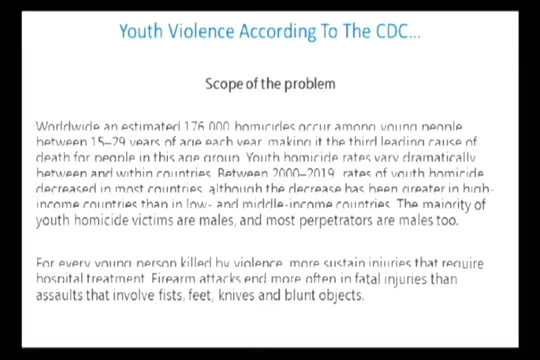 Youth Violence According To The CDC...
Scope of the problem
Worldwide an estimated 176 000 homicides occur among young people
between 15–29 years of age each year, making it the third leading cause of
death for people in this age group. Youth homicide rates vary dramatically
between and within countries. Between 2000–2019, rates of youth homicide
decreased in most countries, although the decrease has been greater in high-
income countries than in low- and middle-income countries. The majority of
youth homicide victims are males, and most perpetrators are males too.
For every young person killed by violence, more sustain injuries that require
hospital treatment. Firearm attacks end more often in fatal injuries than
assaults that involve fists, feet, knives and blunt objects.